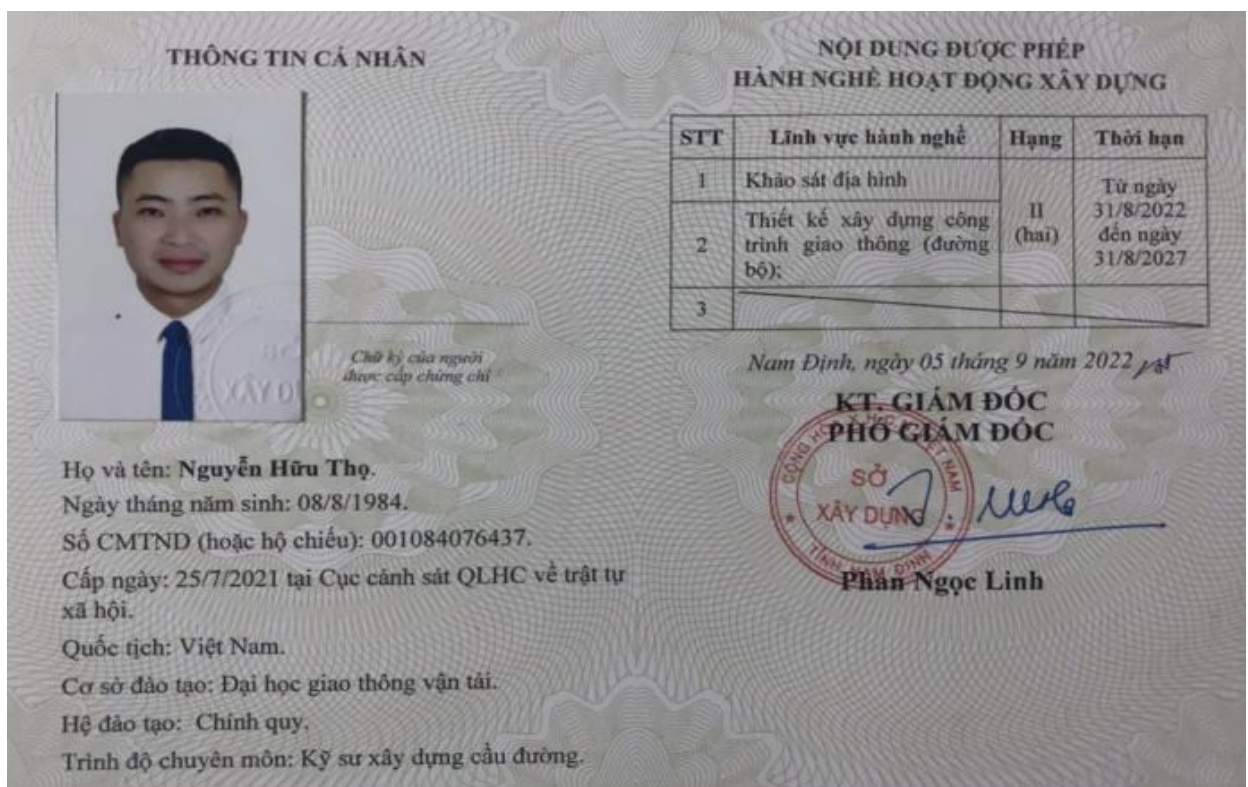 THÔNG TIN CÁ NHÂN
Chữ ký của người
được cấp chứng chỉ
Họ và tên: Nguyễn Hữu Thọ.
Ngày tháng năm sinh: 08/8/1984.
Số CMTND (hoặc hộ chiếu): 001084076437.
Cấp ngày: 25/7/2021 tại Cục cảnh sát QLHC về trật tự
xã hội.
Quốc tịch: Việt Nam.
Cơ sở đào tạo: Đại học giao thông vận tải.
Hệ đào tạo: Chính quy.
Trình độ chuyên môn: Kỹ sư xây dựng cầu đường.
NỘI DUNG ĐƯỢC PHÉP
HÀNH NGHỀ HOẠT ĐỘNG XÂY DỰNG
STT Lĩnh vực hành nghề Hạng Thời hạn
1 Khảo sát địa hình
2 Thiết kế xây dựng công
trình giao thông (đường
bộ);
II
(hai)
Từ ngày
31/8/2022
đến ngày
31/8/2027
3
Nam Định, ngày 05 tháng 9 năm 2022
KT. GIÁM ĐỐC
PHÓ GIÁM ĐỐC
SỞ
XÂY DỰNG
TỈNH NAM ĐỊNH
Phan Ngọc Linh